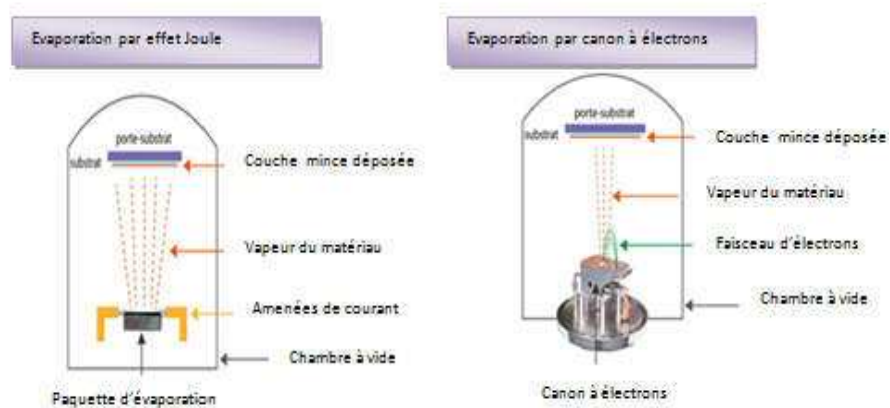 Evaporation par effet Joule
porte-substrat
substrat
Couche mince déposée
Vapeur du matériau
Amenées de courant
Chambre à vide
Paquette d'évaporation
Evaporation par canon à électrons
porte-substrat
substrat
Couche mince déposée
Vapeur du matériau
Faisceau d'électrons
Chambre à vide
Canon à électrons